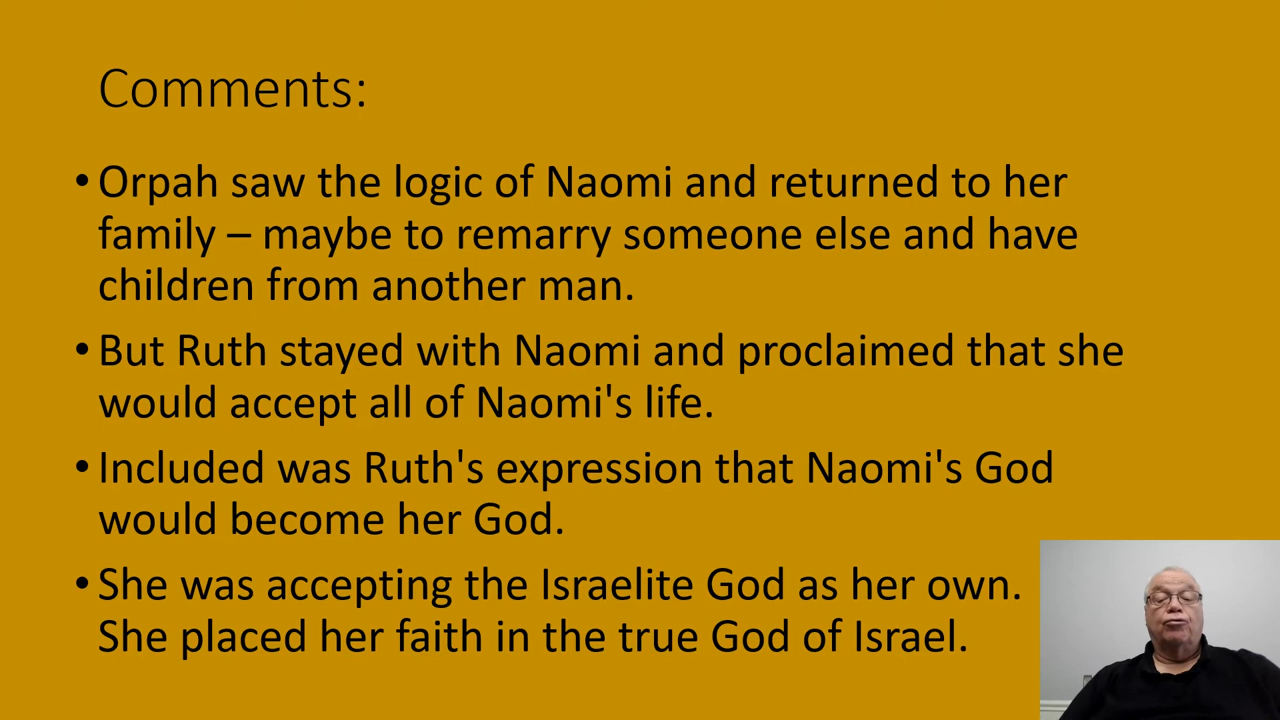 Comments:
• Orpah saw the logic of Naomi and returned to her
family – maybe to remarry someone else and have
children from another man.
• But Ruth stayed with Naomi and proclaimed that she
would accept all of Naomi's life.
• Included was Ruth's expression that Naomi's God
would become her God.
• She was accepting the Israelite God as her own.
She placed her faith in the true God of Israel.